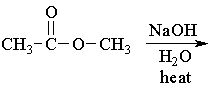 O
CH₃-C-O-CH₃
NaOH
H₂O
heat